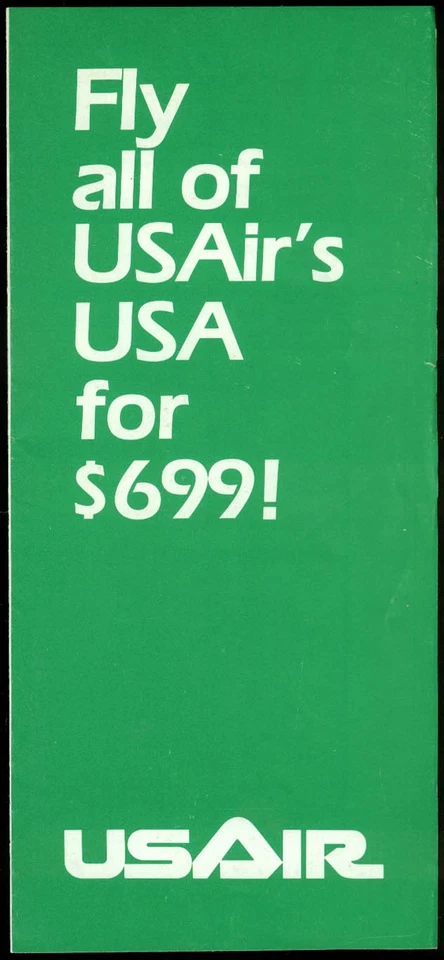 Fly
all of
USAir's
USA
for
$699!
USAIR